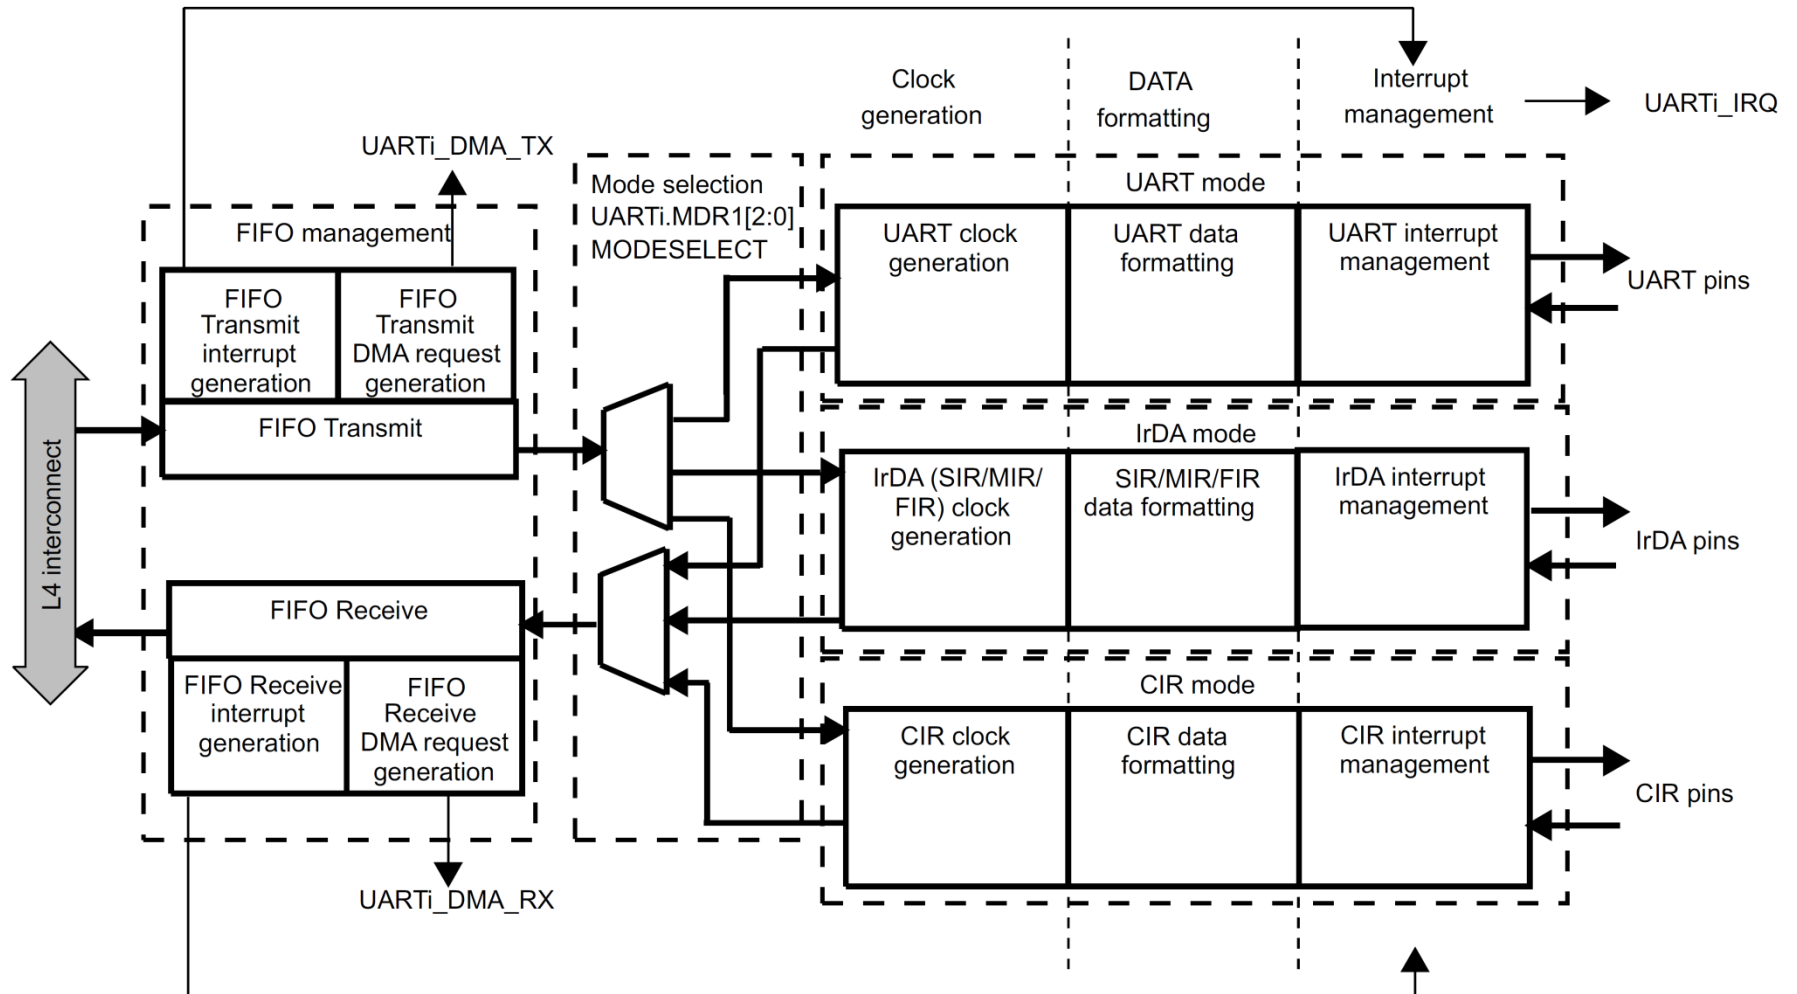 Clock
generation
DATA
formatting
Interrupt
management
UARTi_IRQ
UARTi_DMA_TX
Mode selection
UARTi.MDR1[2:0]
MODESELECT
FIFO management
FIFO
Transmit
interrupt
generation
FIFO
Transmit
DMA request
generation
FIFO Transmit
L4 interconnect
FIFO Receive
FIFO Receive
interrupt
generation
FIFO
Receive
DMA request
generation
UARTi_DMA_RX
UART mode
UART clock
generation
UART data
formatting
UART interrupt
management
UART pins
IrDA mode
IrDA (SIR/MIR/
FIR) clock
generation
SIR/MIR/FIR
data formatting
IrDA interrupt
management
IrDA pins
CIR mode
CIR clock
generation
CIR data
formatting
CIR interrupt
management
CIR pins